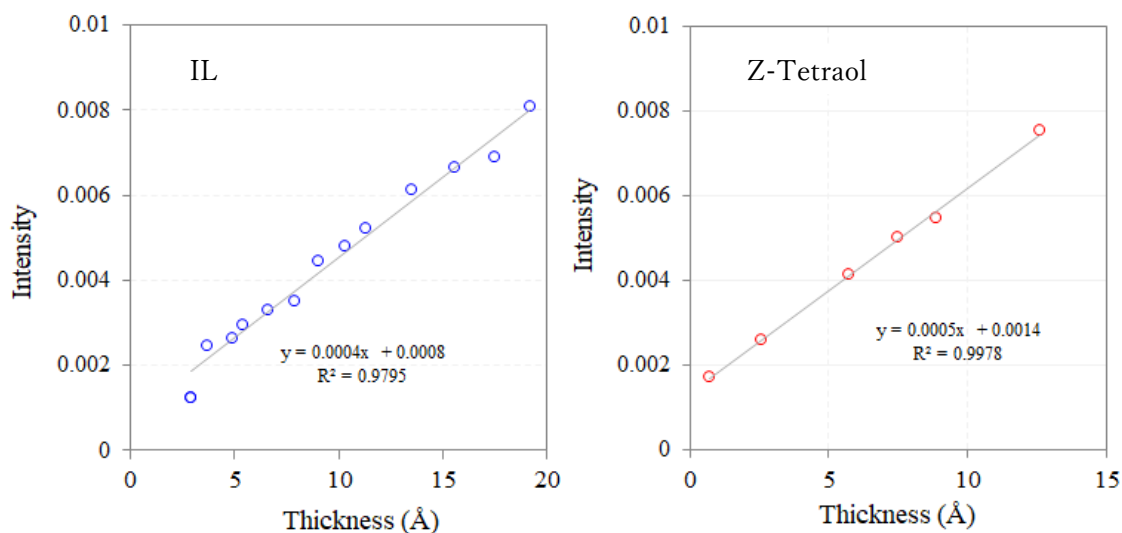 IL
0.01
0.008
0.006
0.004
0.002
0
Intensity
y = 0.0004x + 0.0008
R² = 0.9795
0
5
10
15
20
Thickness (Å)
Z-Tetraol
0.01
0.008
0.006
0.004
0.002
0
Intensity
y = 0.0005x + 0.0014
R² = 0.9978
0
5
10
15
Thickness (Å)